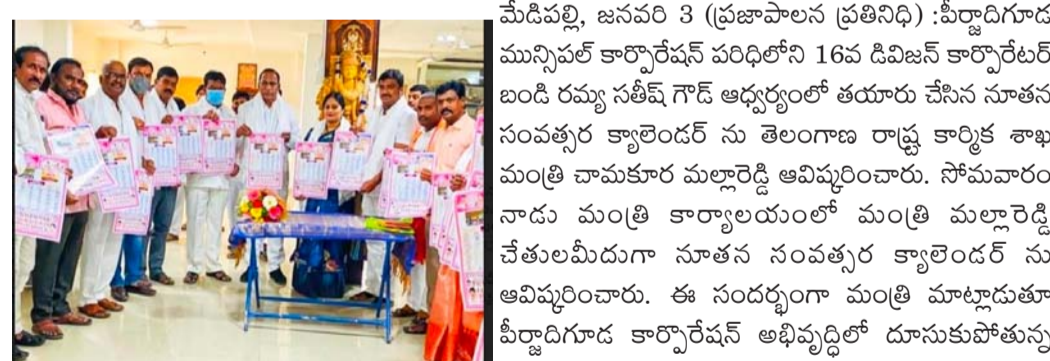 మేడిపల్లి, జనవరి 3 (ప్రజాపాలన ప్రతినిధి) :పీర్జాదిగూడ
మున్సిపల్ కార్పొరేషన్ పరిధిలోని 16వ డివిజన్ కార్పొరేటర్
బండి రమ్య సతీష్ గౌడ్ ఆధ్వర్యంలో తయారు చేసిన నూతన
సంవత్సర క్యాలెండర్ ను తెలంగాణ రాష్ట్ర కార్మిక శాఖ
మంత్రి చామకూర మల్లారెడ్డి ఆవిష్కరించారు. సోమవారం
నాడు మంత్రి కార్యాలయంలో మంత్రి మల్లారెడ్డి
చేతులమీదుగా నూతన సంవత్సర క్యాలెండర్ ను
ఆవిష్కరించారు. ఈ సందర్భంగా మంత్రి మాట్లాడుతూ
పీర్జాదిగూడ కార్పొరేషన్ అభివృద్ధిలో దూసుకుపోతున్న